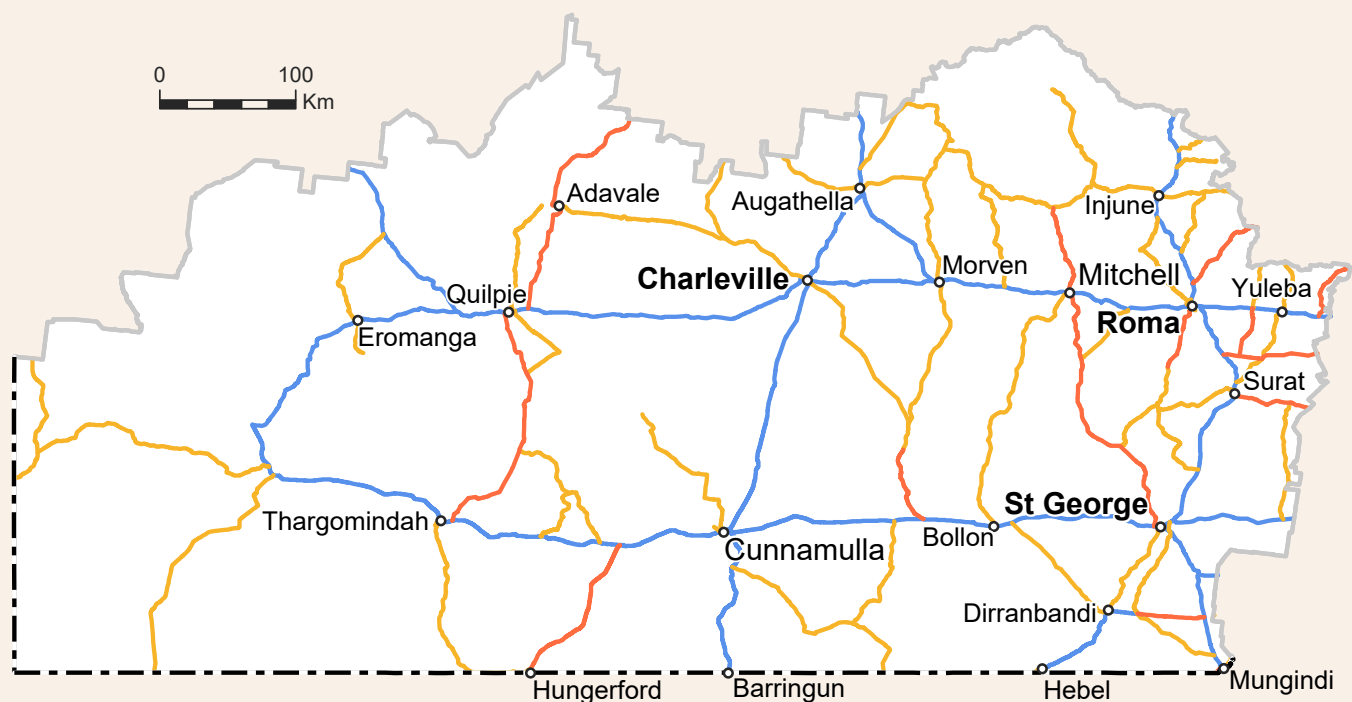 0 100
Km
Adavale
Augathella
Injune
Charleville
Morven
Mitchell
Quilpie
Yuleba
Eromanga
Roma
Surat
St George
Thargomindah
Bollon
Cunnamulla
Dirranbandi
Hungerford
Barringun
Hebel
Mungindi